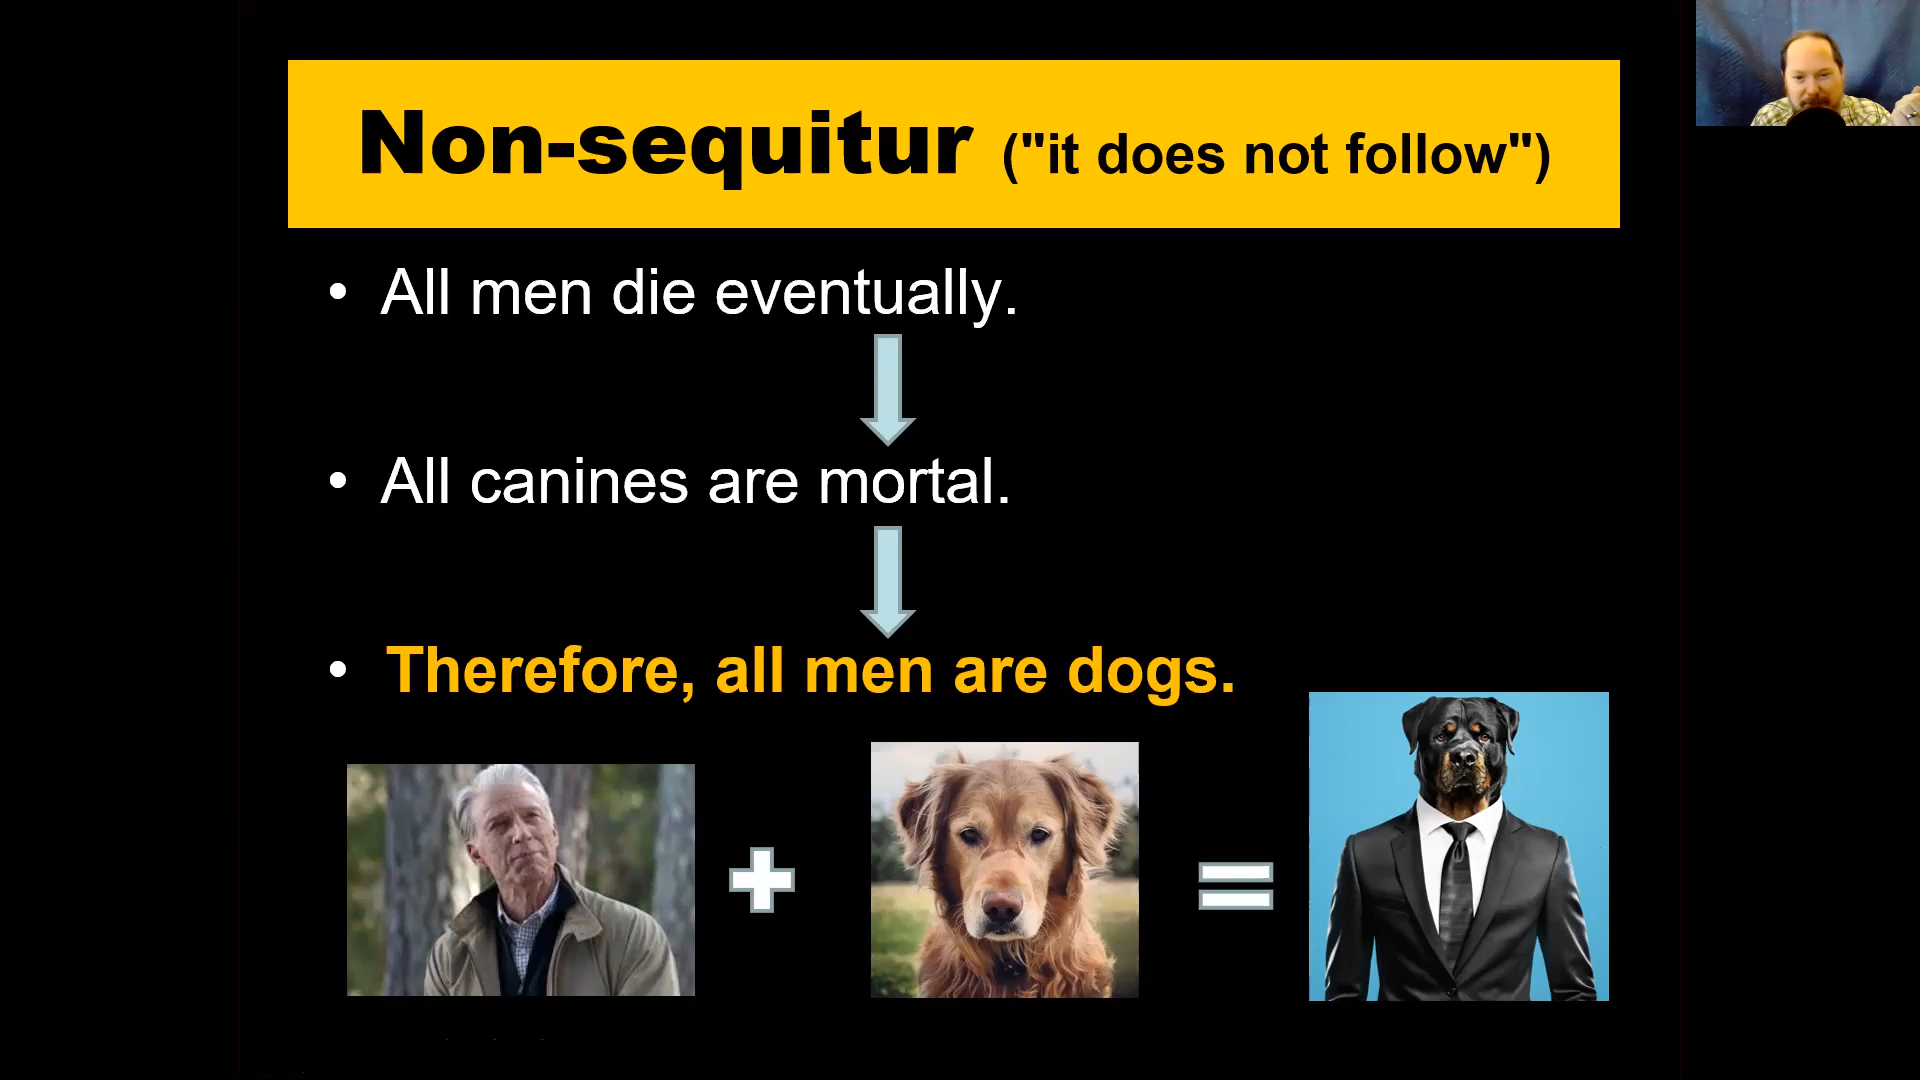 Non-sequitur ("it does not follow")
• All men die eventually.
• All canines are mortal.
• Therefore, all men are dogs.